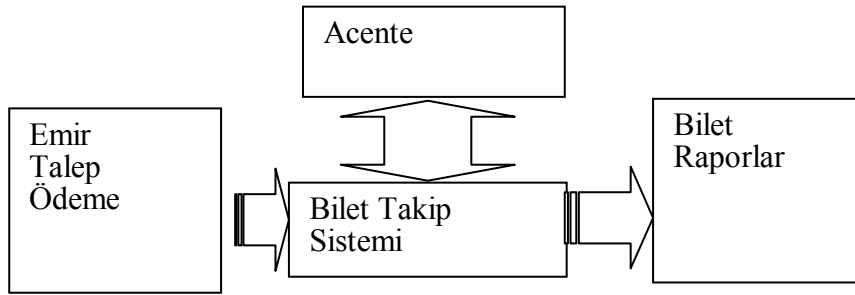 Acente
Emir
Talep
Ödeme
Bilet Takip
Sistemi
Bilet
Raporlar